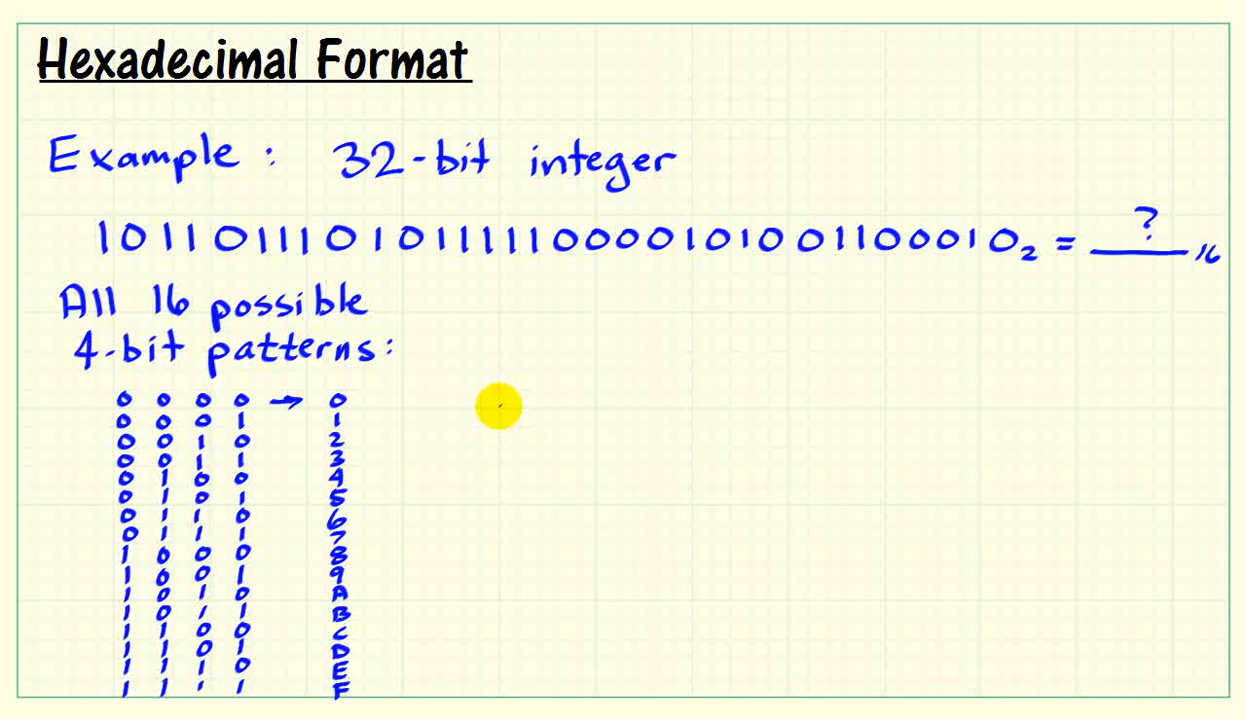 Hexadecimal Format
Example: 32-bit integer
10110111010111110000101001100010₂ = ?₁₆
All 16 possible
4-bit patterns:
0 0 0 0 → 0
0 0 0 1 1
0 0 1 0 2
0 0 1 1 3
0 1 0 0 4
0 1 0 1 5
0 1 1 0 6
0 1 1 1 7
1 0 0 0 8
1 0 0 1 9
1 0 1 0 A
1 0 1 1 B
1 1 0 0 C
1 1 0 1 D
1 1 1 0 E
1 1 1 1 F